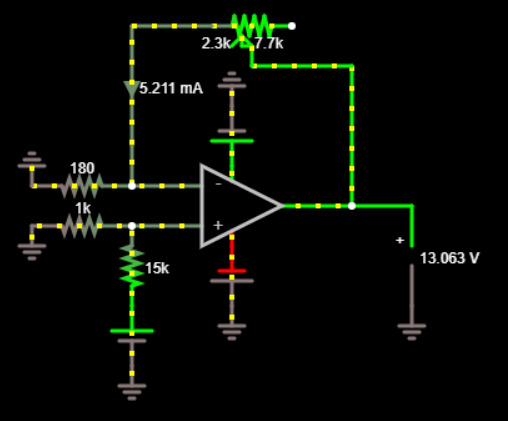 2.3k 7.7k
5.211 mA
180
-
1k
+
+
13.063 V
15k